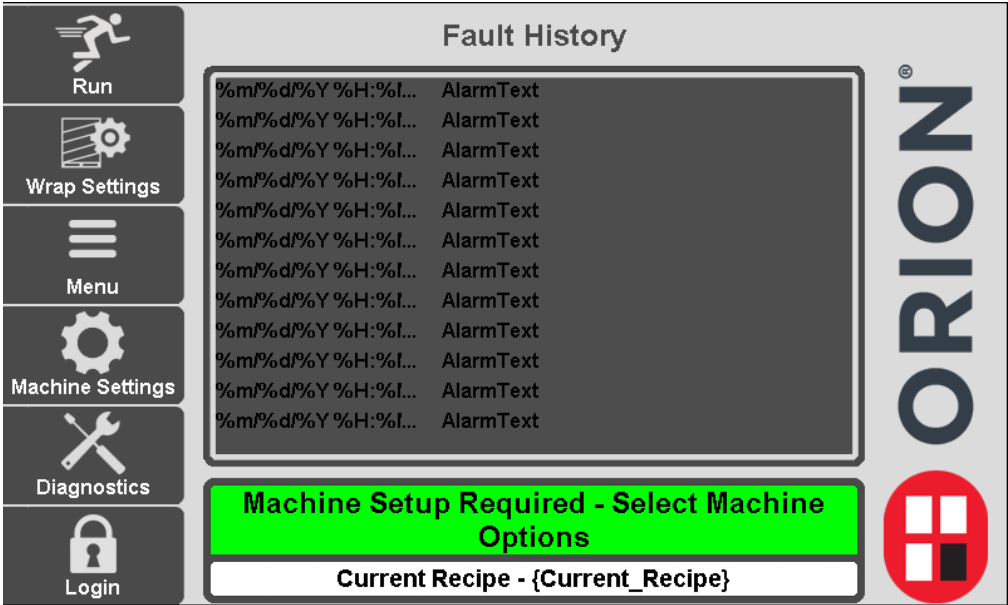 Fault History
Run
Wrap Settings
Menu
Machine Settings
Diagnostics
Login
%m/%d/%Y %H:%l... AlarmText
%m/%d/%Y %H:%l... AlarmText
%m/%d/%Y %H:%l... AlarmText
%m/%d/%Y %H:%l... AlarmText
%m/%d/%Y %H:%l... AlarmText
%m/%d/%Y %H:%l... AlarmText
%m/%d/%Y %H:%l... AlarmText
%m/%d/%Y %H:%l... AlarmText
%m/%d/%Y %H:%l... AlarmText
%m/%d/%Y %H:%l... AlarmText
%m/%d/%Y %H:%l... AlarmText
%m/%d/%Y %H:%l... AlarmText
Machine Setup Required - Select Machine
Options
Current Recipe - {Current_Recipe}
ORION®